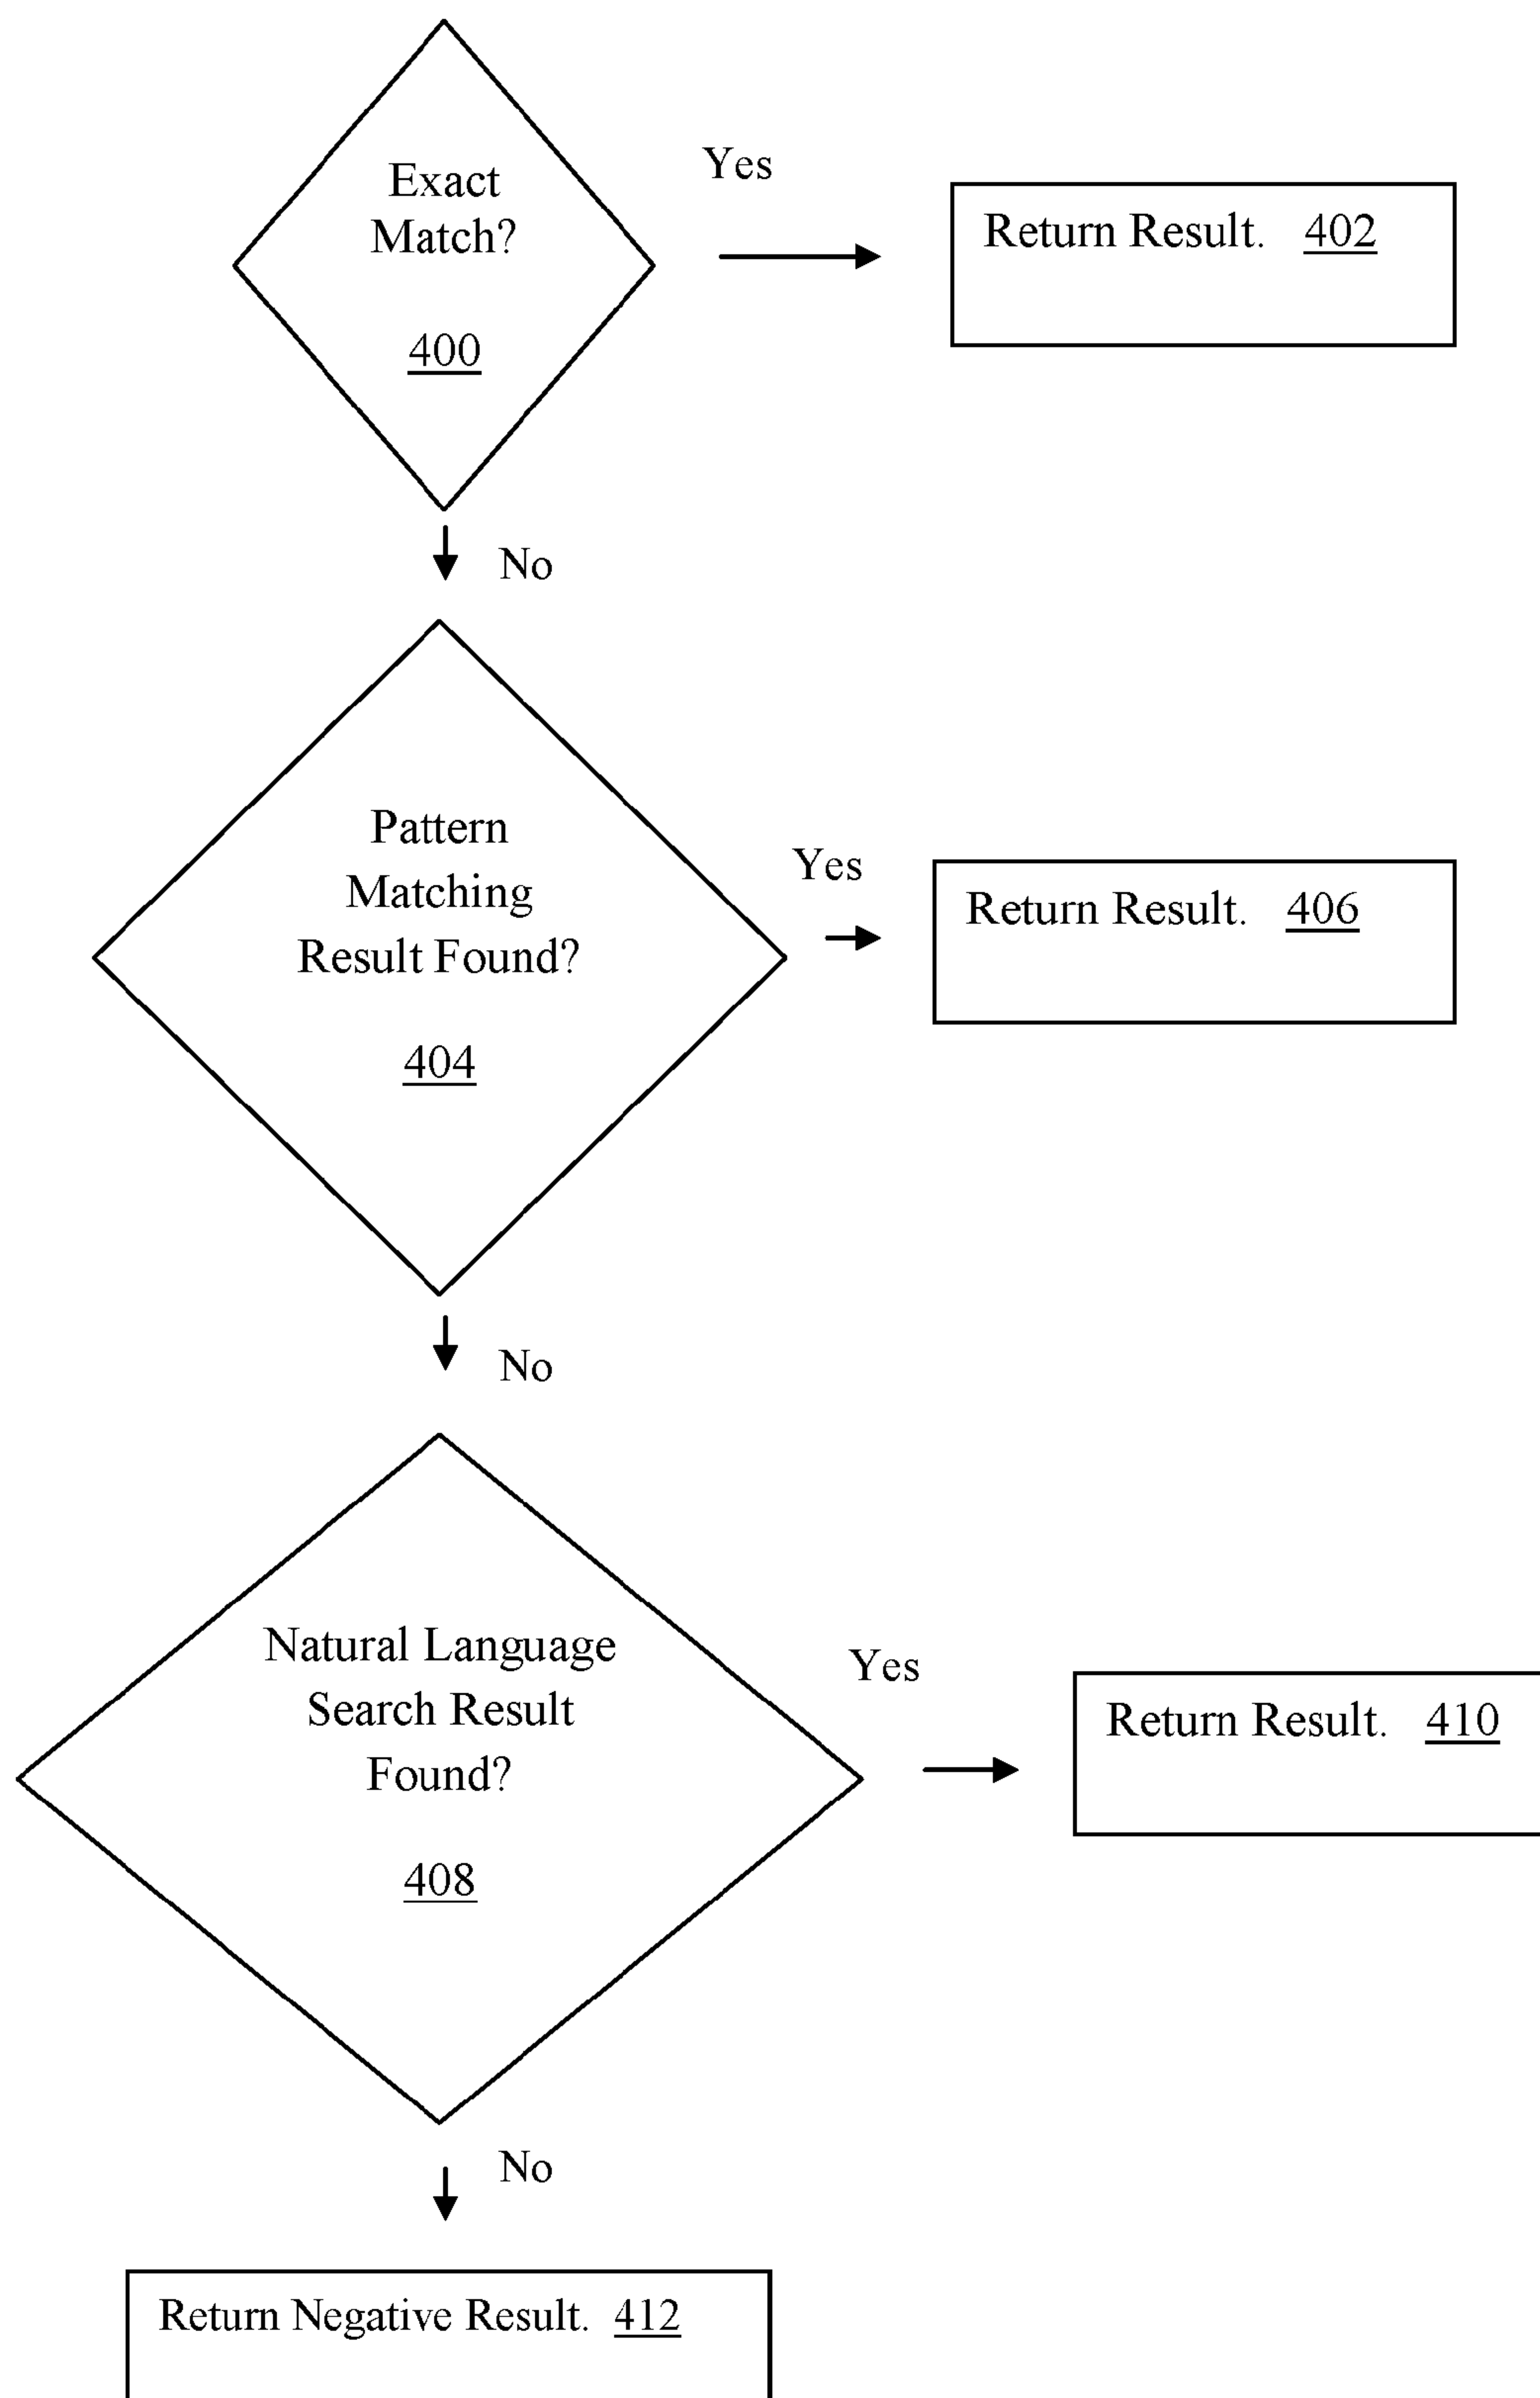 Exact
Match?
400
Yes
Return Result. 402
No
Pattern
Matching
Result Found?
404
Yes
Return Result. 406
No
Natural Language
Search Result
Found?
408
Yes
Return Result. 410
No
Return Negative Result. 412